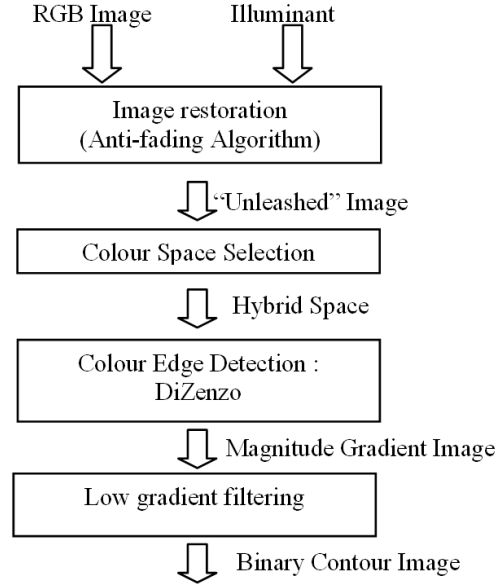 RGB Image Illuminant
Image restoration
(Anti-fading Algorithm)
“Unleashed” Image
Colour Space Selection
Hybrid Space
Colour Edge Detection :
DiZenzo
Magnitude Gradient Image
Low gradient filtering
Binary Contour Image